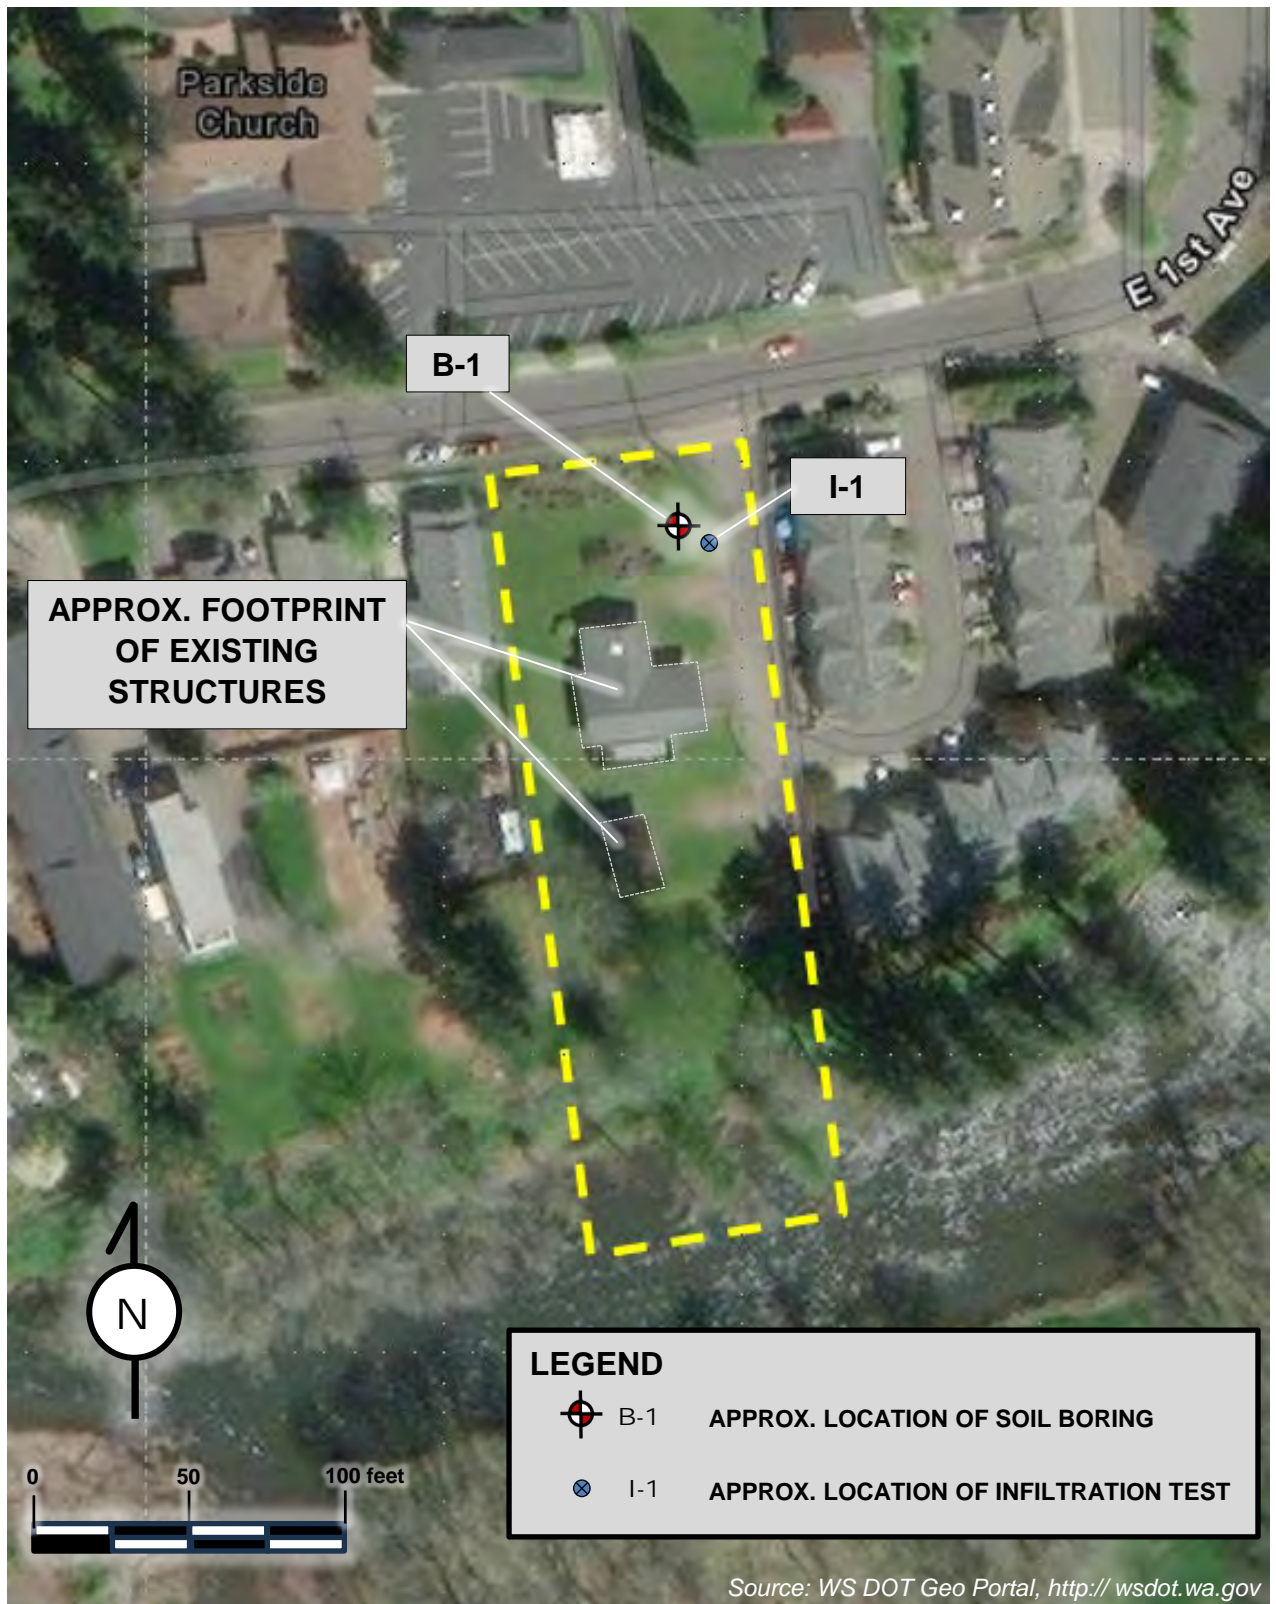 Parkside
Church
E 1st Ave
B-1
I-1
APPROX. FOOTPRINT
OF EXISTING
STRUCTURES
N
LEGEND
B-1 APPROX. LOCATION OF SOIL BORING
I-1 APPROX. LOCATION OF INFILTRATION TEST
0 50 100 feet
Source: WS DOT Geo Portal, http:// wsdot.wa.gov